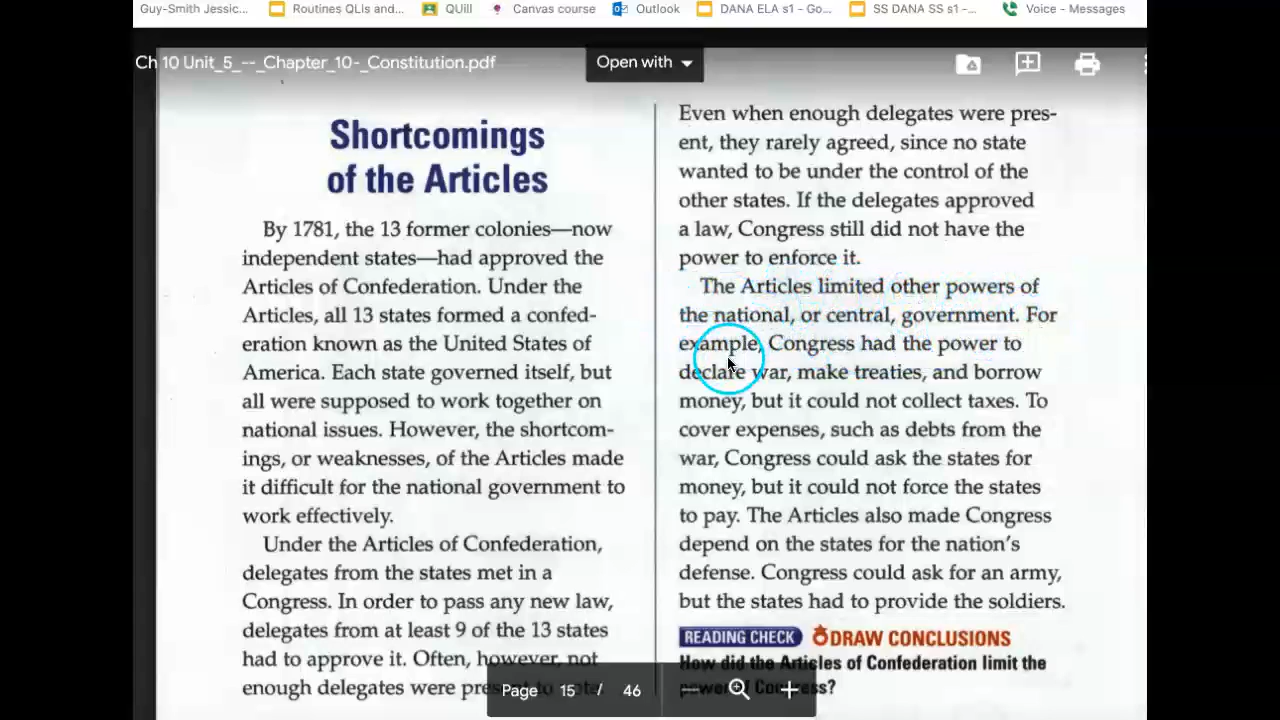 Guy-Smith Jessic...
Routines QLIs and...
QUill
Canvas course
Outlook
DANA ELA s1 - Go...
SS DANA SS s1 -...
Voice - Messages
Ch 10 Unit_5_--_Chapter_10-_Constitution.pdf
Open with
Shortcomings
of the Articles
By 1781, the 13 former colonies—now
independent states—had approved the
Articles of Confederation. Under the
Articles, all 13 states formed a confed-
eration known as the United States of
America. Each state governed itself, but
all were supposed to work together on
national issues. However, the shortcom-
ings, or weaknesses, of the Articles made
it difficult for the national government to
work effectively.
Under the Articles of Confederation,
delegates from the states met in a
Congress. In order to pass any new law,
delegates from at least 9 of the 13 states
had to approve it. Often, however, not
enough delegates were present to vote.
Even when enough delegates were pres-
ent, they rarely agreed, since no state
wanted to be under the control of the
other states. If the delegates approved
a law, Congress still did not have the
power to enforce it.
The Articles limited other powers of
the national, or central, government. For
example, Congress had the power to
declare war, make treaties, and borrow
money, but it could not collect taxes. To
cover expenses, such as debts from the
war, Congress could ask the states for
money, but it could not force the states
to pay. The Articles also made Congress
depend on the states for the nation's
defense. Congress could ask for an army,
but the states had to provide the soldiers.
READING CHECK DRAW CONCLUSIONS
How did the Articles of Confederation limit the
power of Congress?
Page 15 / 46